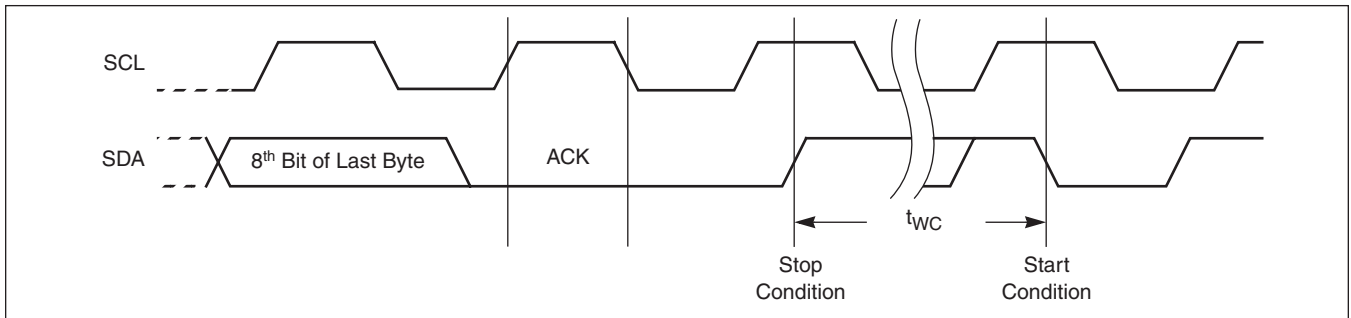 SCL
SDA
8th Bit of Last Byte
ACK
tWC
Stop
Condition
Start
Condition